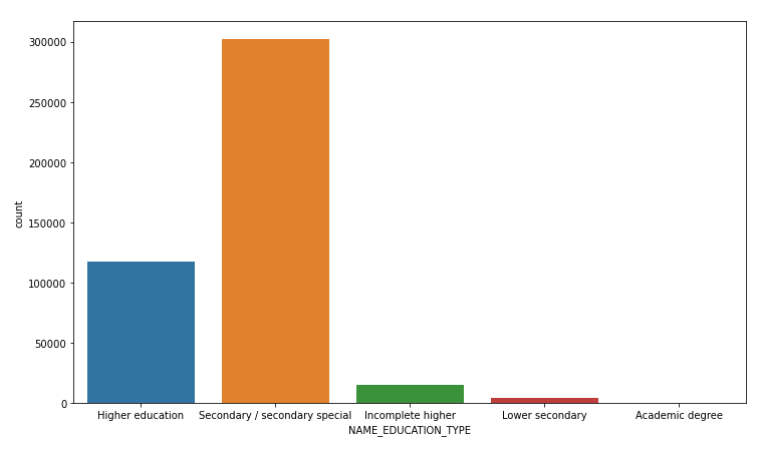 300000
250000
200000
150000
100000
50000
0
count
Higher education Secondary / secondary special Incomplete higher Lower secondary Academic degree
NAME_EDUCATION_TYPE